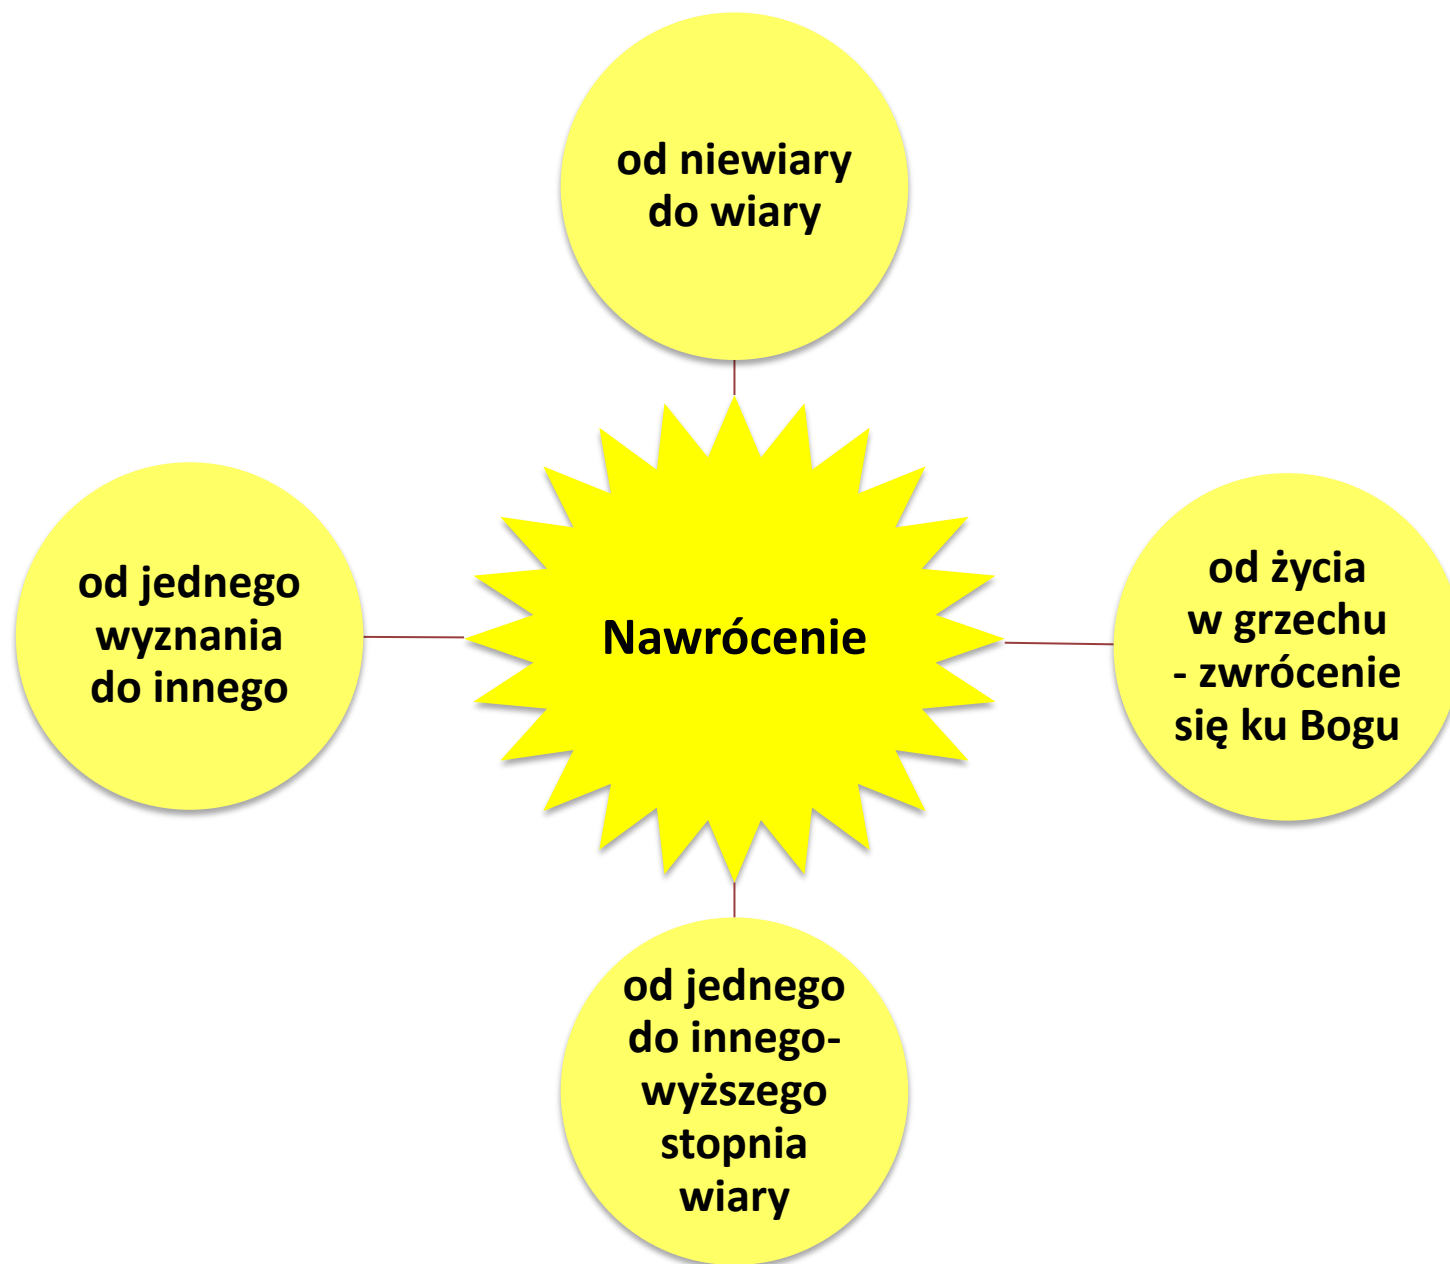 od niewiary
do wiary
od jednego
wyznania
do innego
Nawrócenie
od życia
w grzechu
- zwrócenie
się ku Bogu
od jednego
do innego-
wyższego
stopnia
wiary